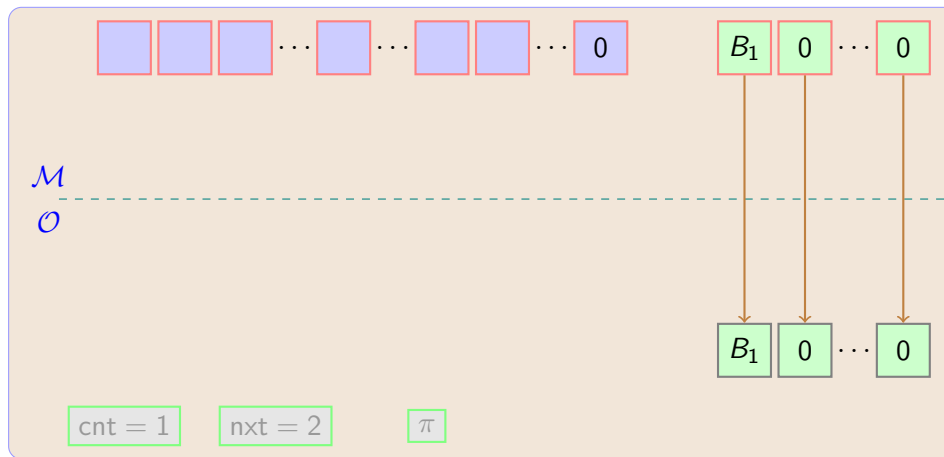 ··· ··· ··· 0 B₁ 0 ··· 0
ℳ
𝒪
B₁ 0 ··· 0
cnt = 1 nxt = 2 π